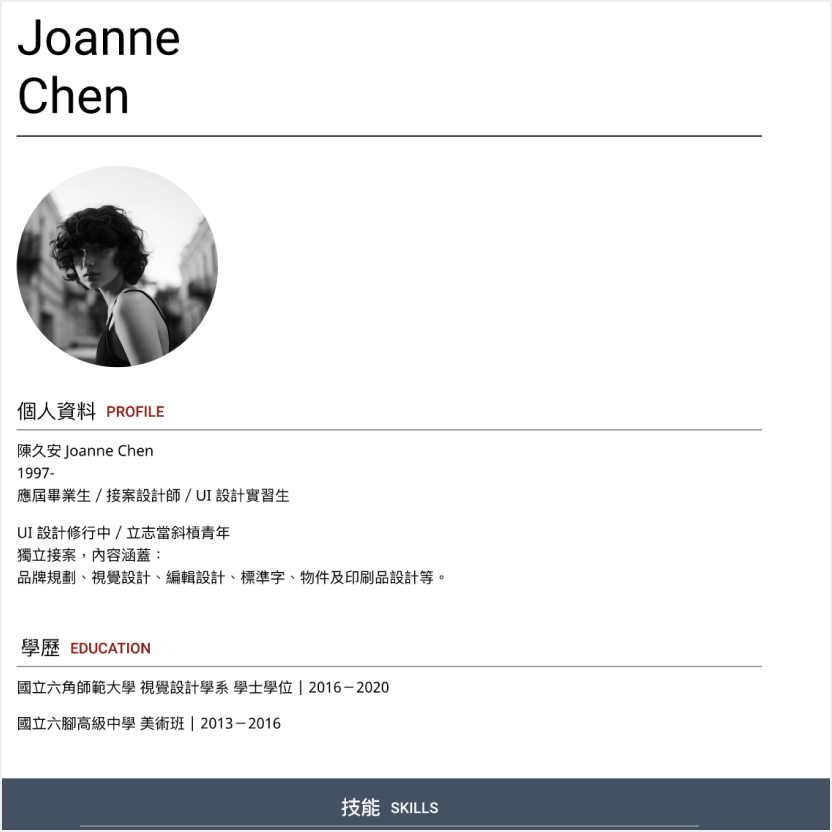 Joanne
Chen
個人資料 PROFILE
陳久安 Joanne Chen
1997-
應屆畢業生 / 接案設計師 / UI 設計實習生
UI 設計修行中 / 立志當斜槓青年
獨立接案，內容涵蓋：
品牌規劃、視覺設計、編輯設計、標準字、物件及印刷品設計等。
學歷 EDUCATION
國立六角師範大學 視覺設計學系 學士學位｜2016－2020
國立六腳高級中學 美術班｜2013－2016
技能 SKILLS